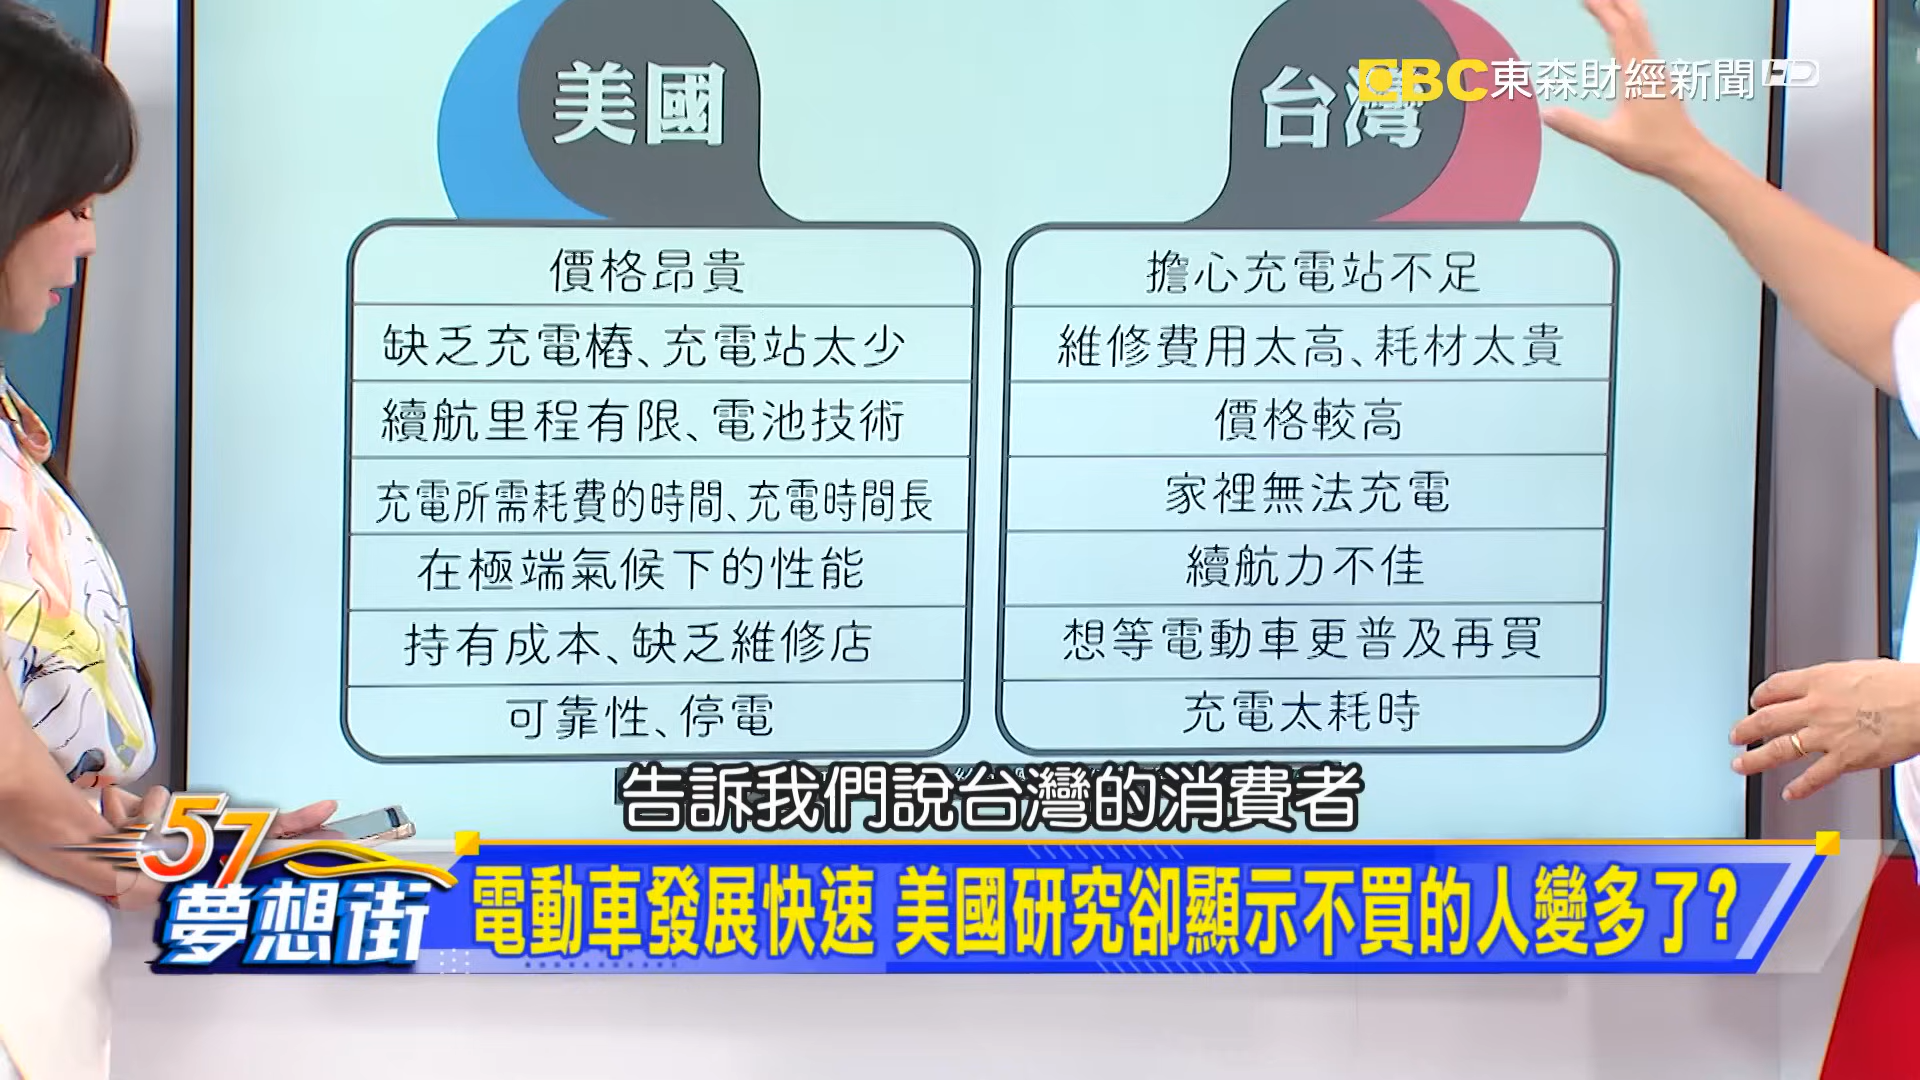 美國
台灣
EBC東森財經新聞HD
價格昂貴
缺乏充電樁、充電站太少
續航里程有限、電池技術
充電所需耗費的時間、充電時間長
在極端氣候下的性能
持有成本、缺乏維修店
可靠性、停電
擔心充電站不足
維修費用太高、耗材太貴
價格較高
家裡無法充電
續航力不佳
想等電動車更普及再買
充電太耗時
告訴我們說台灣的消費者
57
夢想街
電動車發展快速 美國研究卻顯示不買的人變多了?